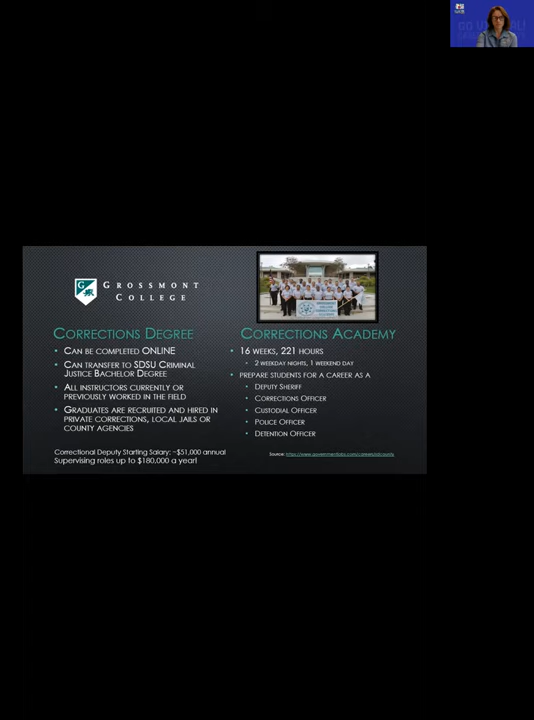 GROSSMONT
COLLEGE
CORRECTIONS DEGREE
• CAN BE COMPLETED ONLINE
• CAN TRANSFER TO SDSU CRIMINAL
JUSTICE BACHELOR DEGREE
• ALL INSTRUCTORS CURRENTLY OR
PREVIOUSLY WORKED IN THE FIELD
• GRADUATES ARE RECRUITED AND HIRED IN
PRIVATE CORRECTIONS, LOCAL JAILS OR
COUNTY AGENCIES
Correctional Deputy Starting Salary: ~$51,000 annual
Supervising roles up to $180,000 a year!
CORRECTIONS ACADEMY
• 16 WEEKS, 221 HOURS
• 2 WEEKDAY NIGHTS, 1 WEEKEND DAY
• PREPARE STUDENTS FOR A CAREER AS A
• DEPUTY SHERIFF
• CORRECTIONS OFFICER
• CUSTODIAL OFFICER
• POLICE OFFICER
• DETENTION OFFICER
Source: